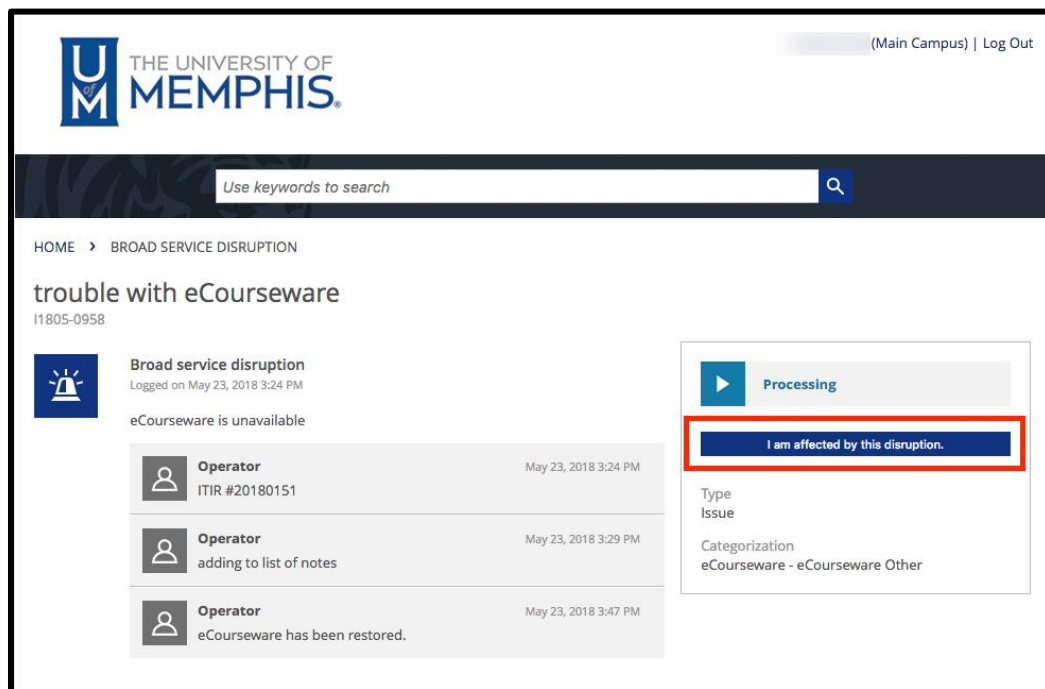 (Main Campus) | Log Out
U of M
THE UNIVERSITY OF
MEMPHIS®
Use keywords to search
HOME > BROAD SERVICE DISRUPTION
trouble with eCourseware
I1805-0958
Broad service disruption
Logged on May 23, 2018 3:24 PM
eCourseware is unavailable
Operator May 23, 2018 3:24 PM
ITIR #20180151
Operator May 23, 2018 3:29 PM
adding to list of notes
Operator May 23, 2018 3:47 PM
eCourseware has been restored.
Processing
I am affected by this disruption.
Type
Issue
Categorization
eCourseware - eCourseware Other